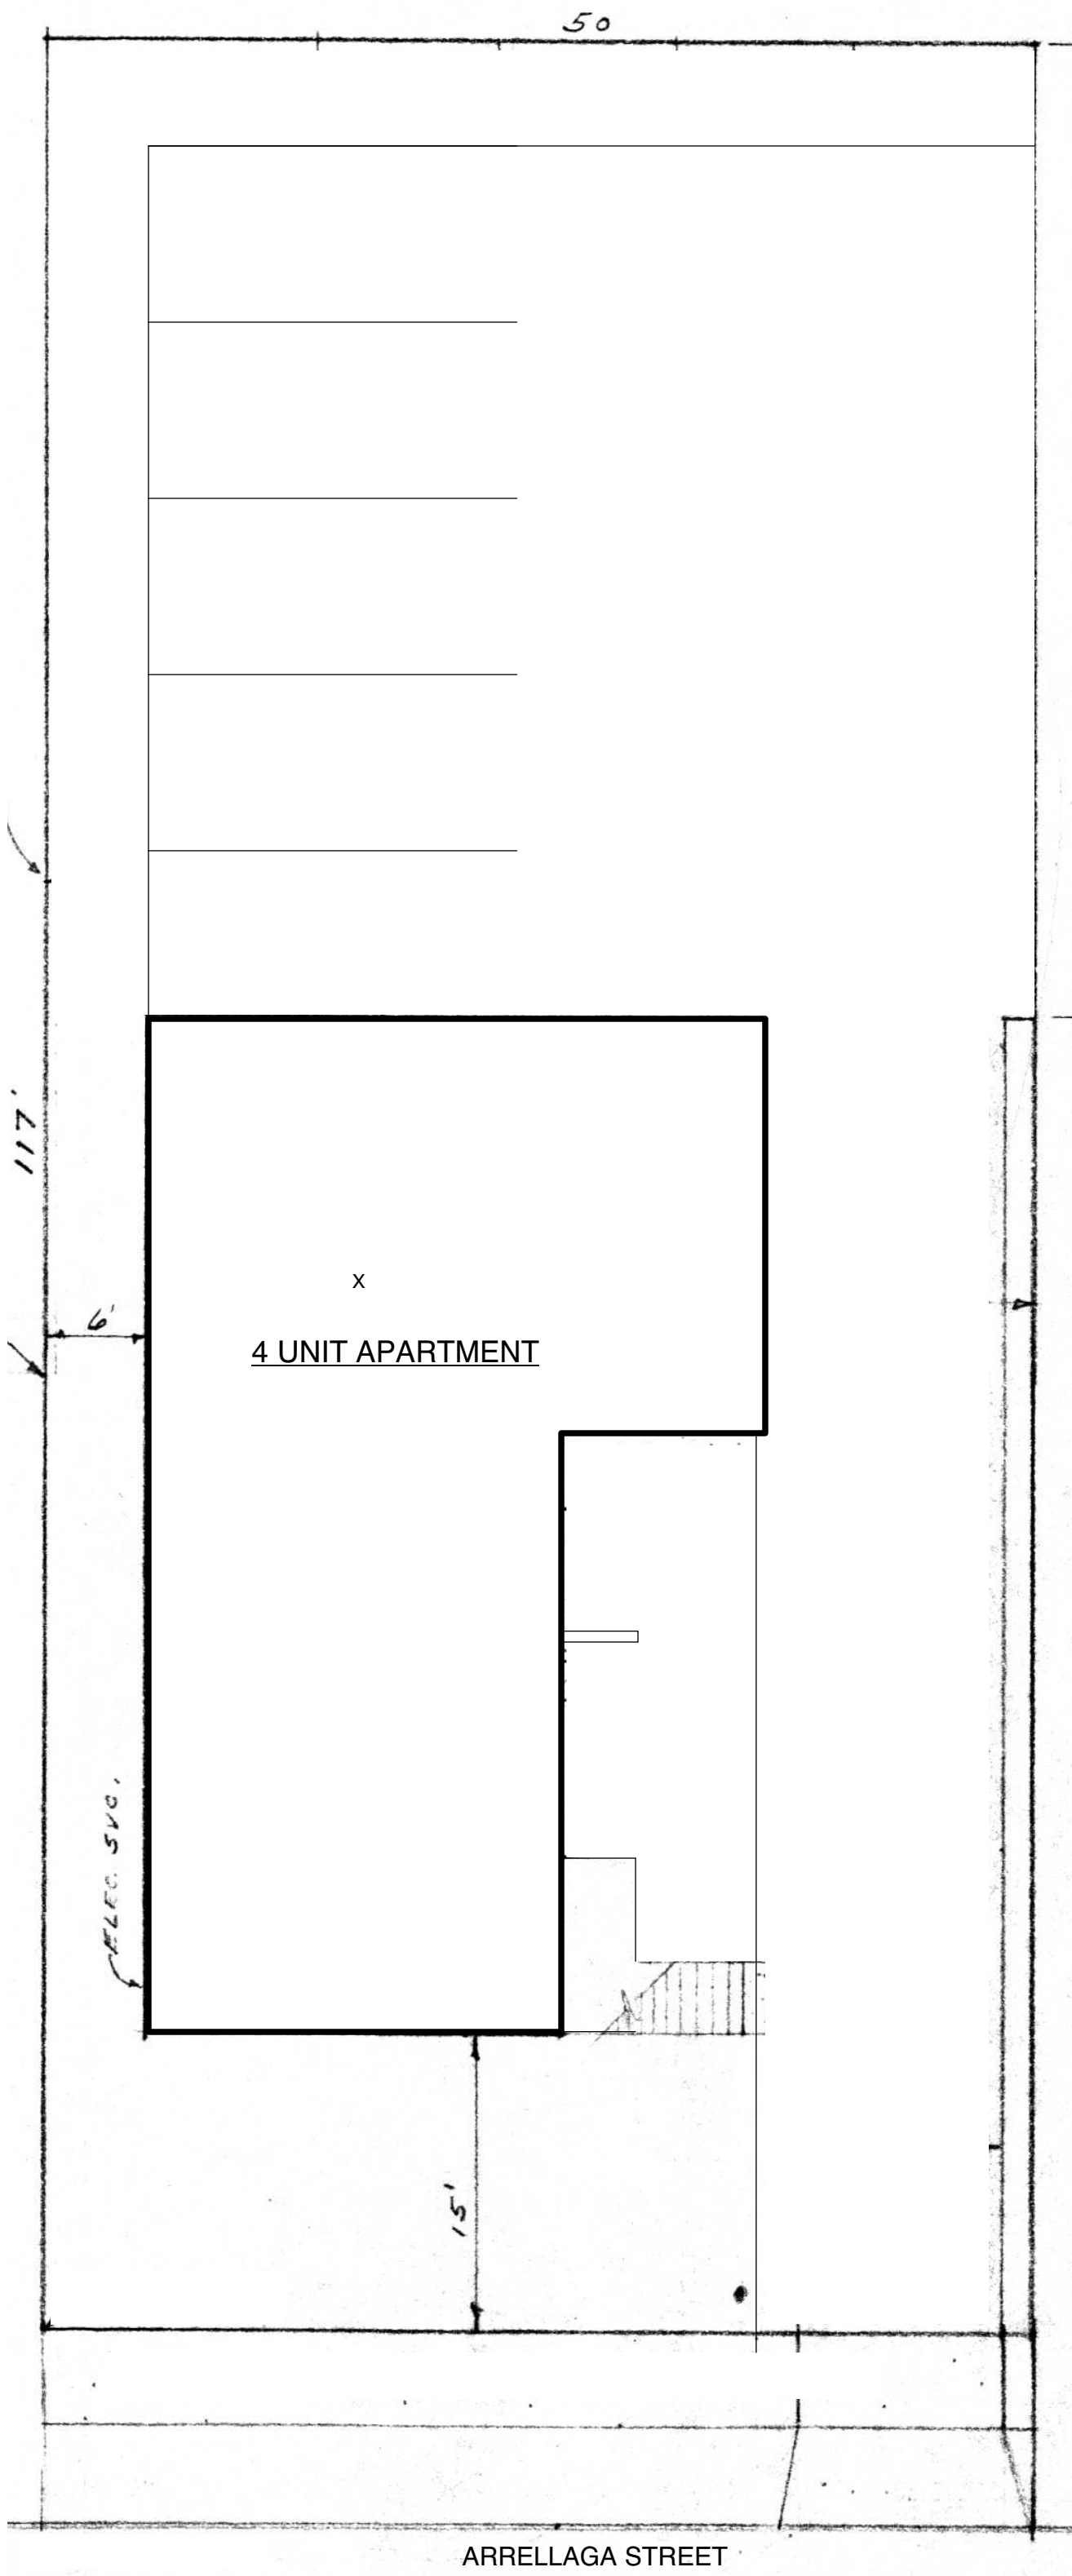 50
117'
6'
x
4 UNIT APARTMENT
ELEC. SVC.
15'
ARRELLAGA STREET